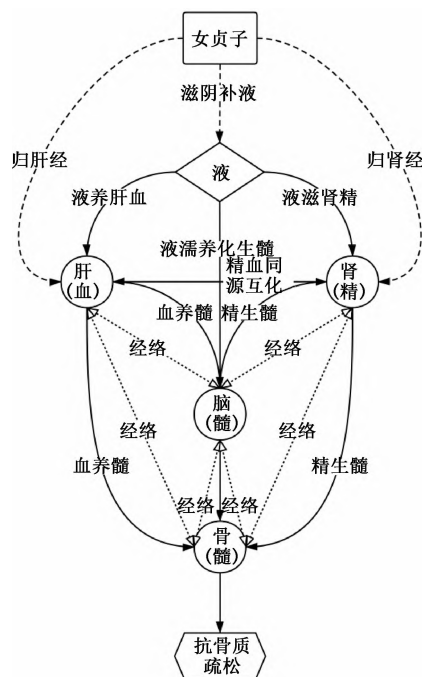 女贞子
滋阴补液
归肝经
归肾经
液
液养肝血
液滋肾精
液濡养化生髓
肝
(血)
精血同
源互化
肾
(精)
血养髓
精生髓
经络
经络
脑
(髓)
经络
经络
血养髓
精生髓
经络
经络
骨
(髓)
抗骨质
疏松